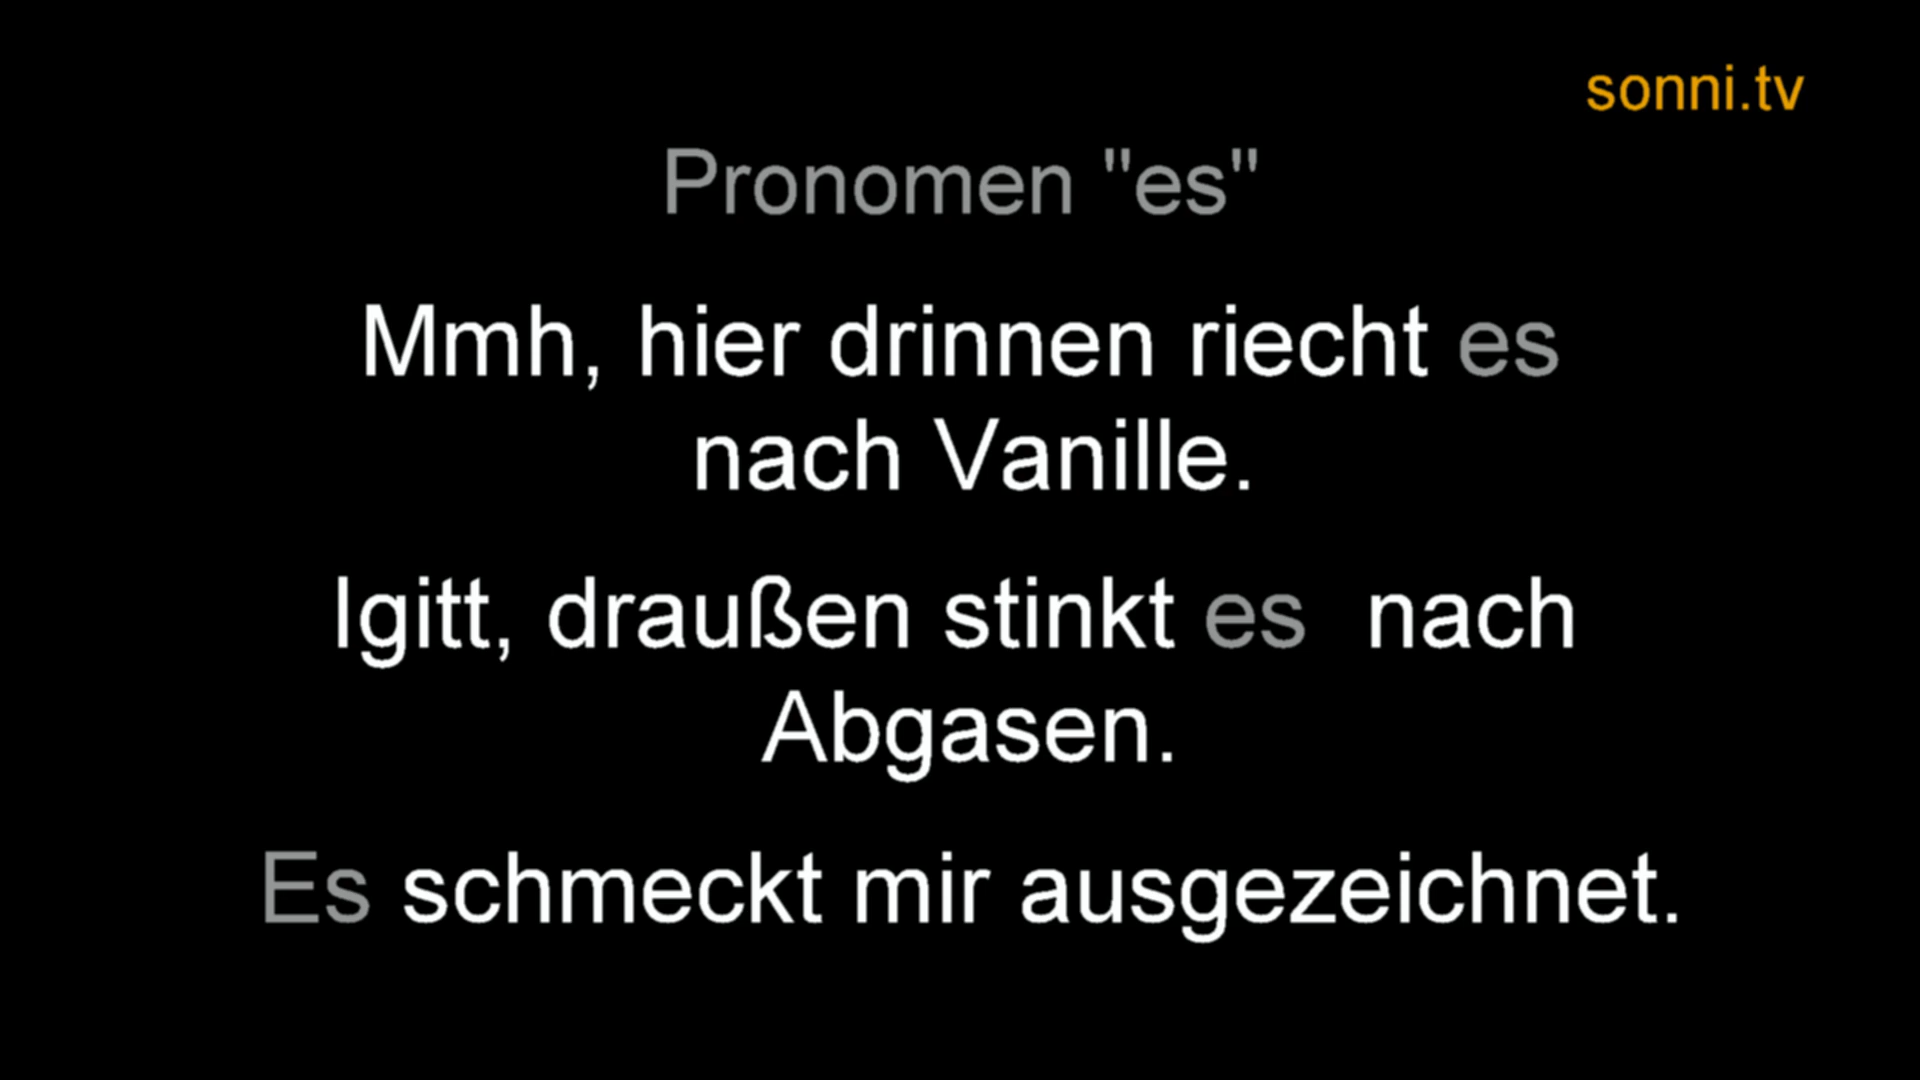 sonni.tv
Pronomen "es"
Mmh, hier drinnen riecht es
nach Vanille.
Igitt, draußen stinkt es nach
Abgasen.
Es schmeckt mir ausgezeichnet.